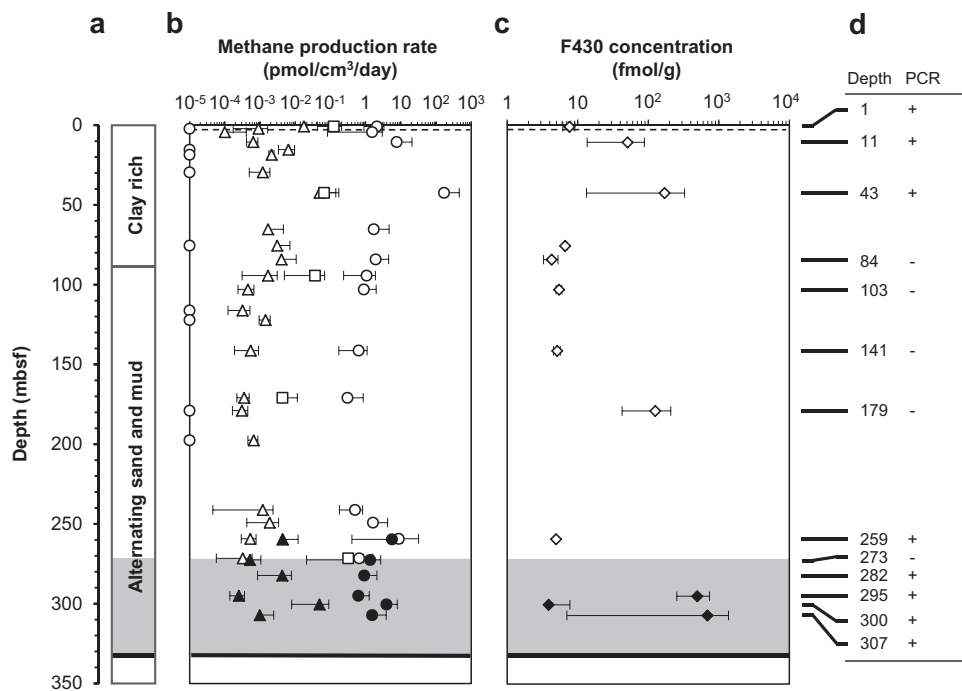 a b c d
Methane production rate
(pmol/cm³/day)
F430 concentration
(fmol/g)
Depth PCR
10⁻⁵ 10⁻⁴ 10⁻³ 10⁻² 10⁻¹ 1 10 10² 10³
1 10 10² 10³ 10⁴
Depth (mbsf)
0
50
100
150
200
250
300
350
Clay rich
Alternating sand and mud
1 +
11 +
43 +
84 -
103 -
141 -
179 -
259 +
273 -
282 +
295 +
300 +
307 +